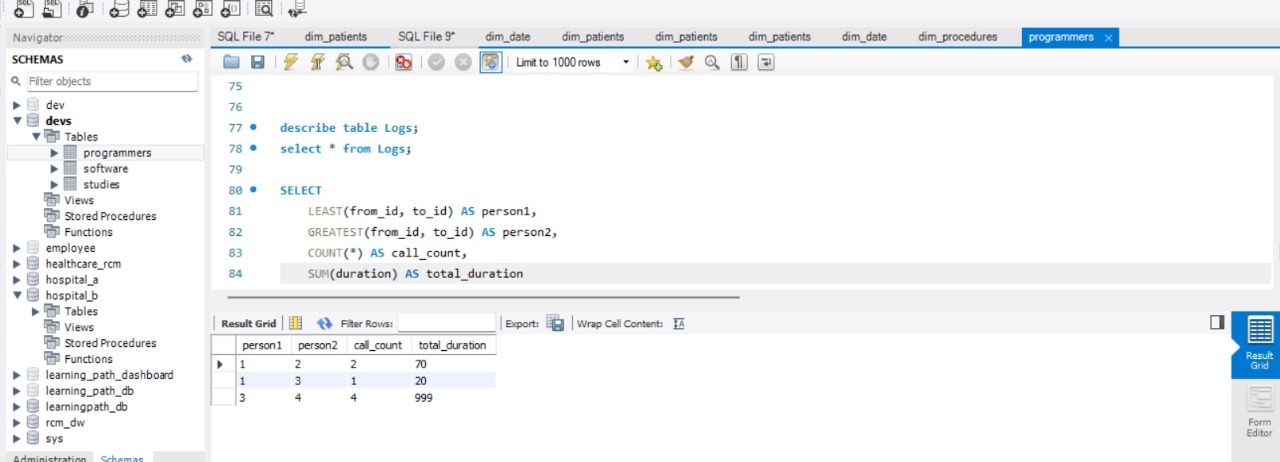 Navigator
SQL File 7* dim_patients SQL File 9* dim_date dim_patients dim_patients dim_patients dim_date dim_procedures programmers
SCHEMAS
Filter objects
Limit to 1000 rows
dev
devs
Tables
programmers
software
studies
Views
Stored Procedures
Functions
employee
healthcare_rcm
hospital_a
hospital_b
Tables
Views
Stored Procedures
Functions
learning_path_dashboard
learning_path_db
learningpath_db
rcm_dw
sys
Administration Schemas
75
76
77 describe table Logs;
78 select * from Logs;
79
80 SELECT
81 LEAST(from_id, to_id) AS person1,
82 GREATEST(from_id, to_id) AS person2,
83 COUNT(*) AS call_count,
84 SUM(duration) AS total_duration
Result Grid Filter Rows: Export: Wrap Cell Content:
person1 person2 call_count total_duration
1 2 2 70
1 3 1 20
3 4 4 999
Result
Grid
Form
Editor